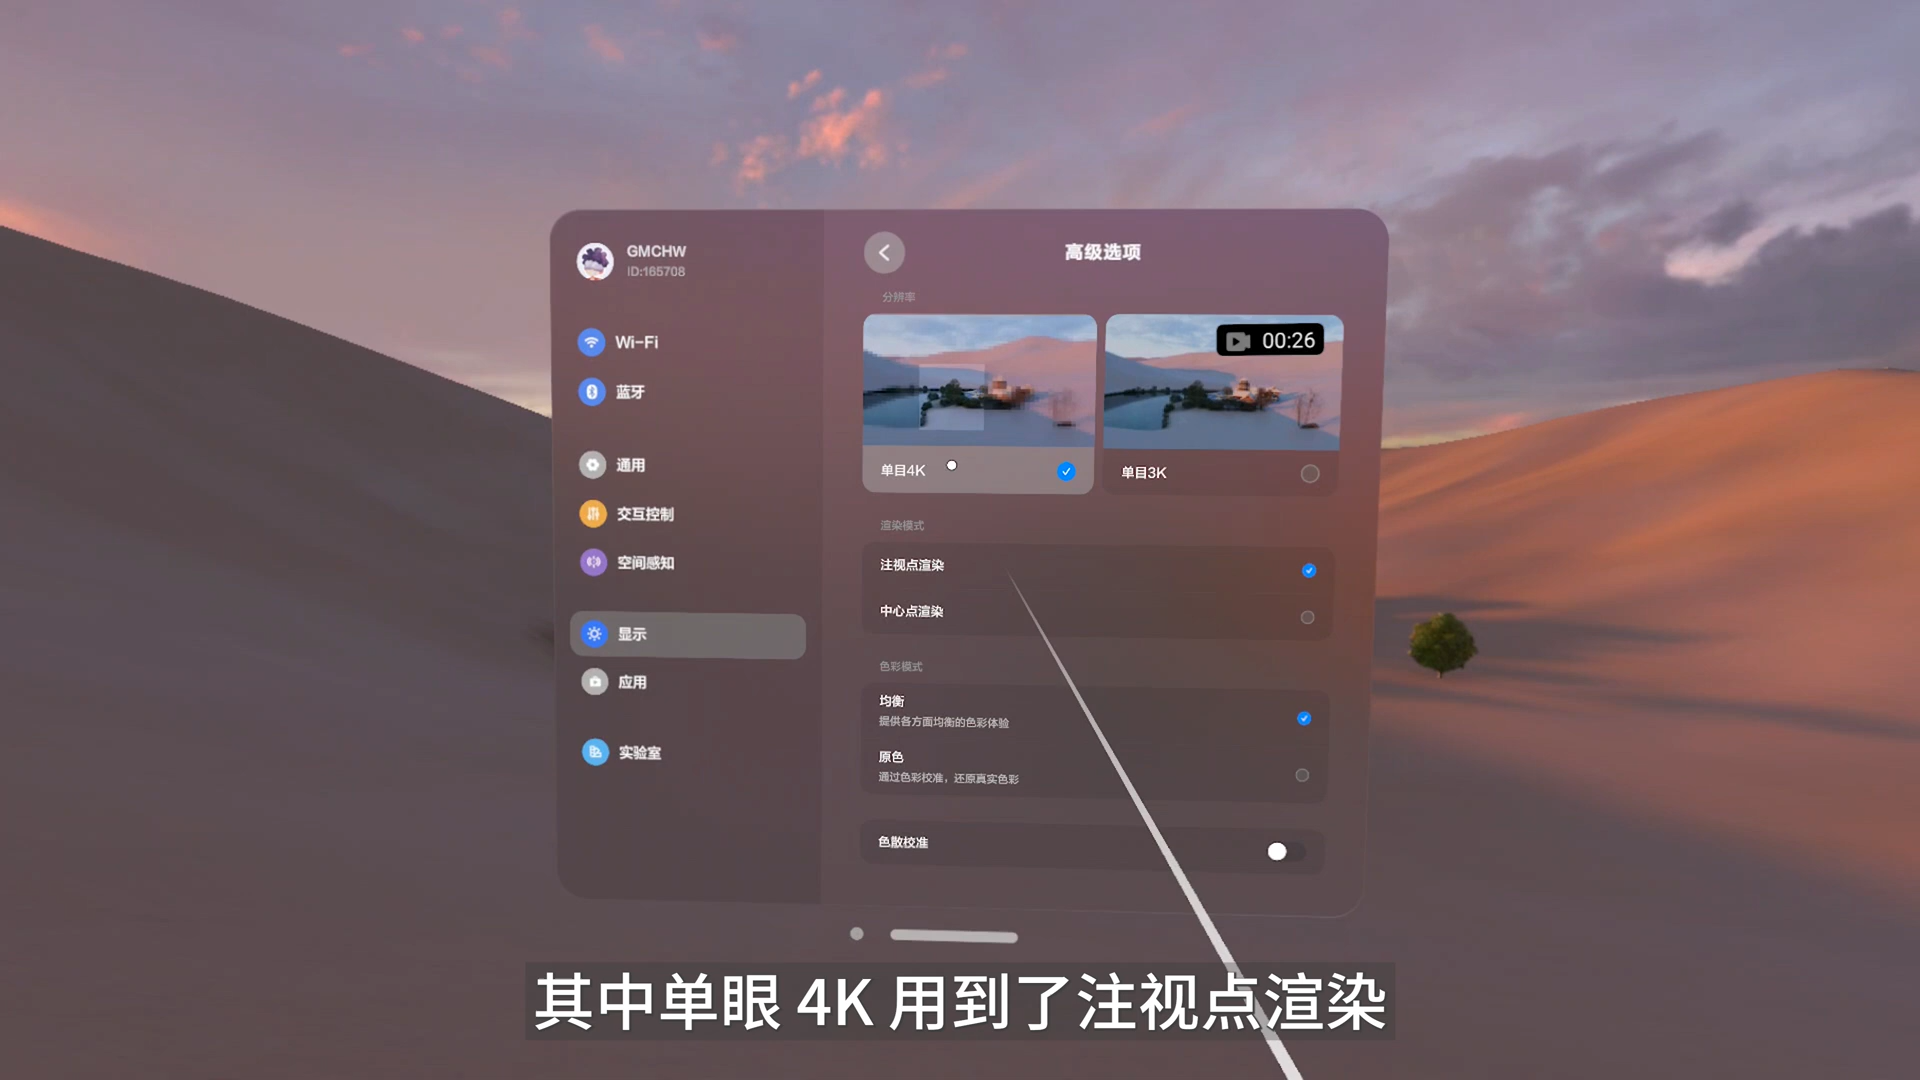 GMCHW
ID:165708
Wi-Fi
蓝牙
通用
交互控制
空间感知
显示
应用
实验室
高级选项
分辨率
00:26
单目4K
单目3K
渲染模式
注视点渲染
中心点渲染
色彩模式
均衡
提供各方面均衡的色彩体验
原色
通过色彩校准，还原真实色彩
色散校准
其中单眼 4K 用到了注视点渲染